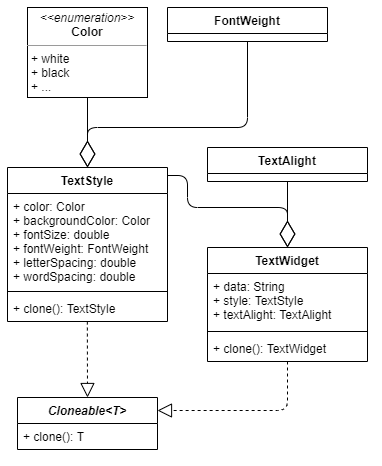 <<enumeration>>
Color
+ white
+ black
+ ...
FontWeight
TextStyle
+ color: Color
+ backgroundColor: Color
+ fontSize: double
+ fontWeight: FontWeight
+ letterSpacing: double
+ wordSpacing: double
+ clone(): TextStyle
TextAlight
TextWidget
+ data: String
+ style: TextStyle
+ textAlight: TextAlight
+ clone(): TextWidget
Cloneable<T>
+ clone(): T